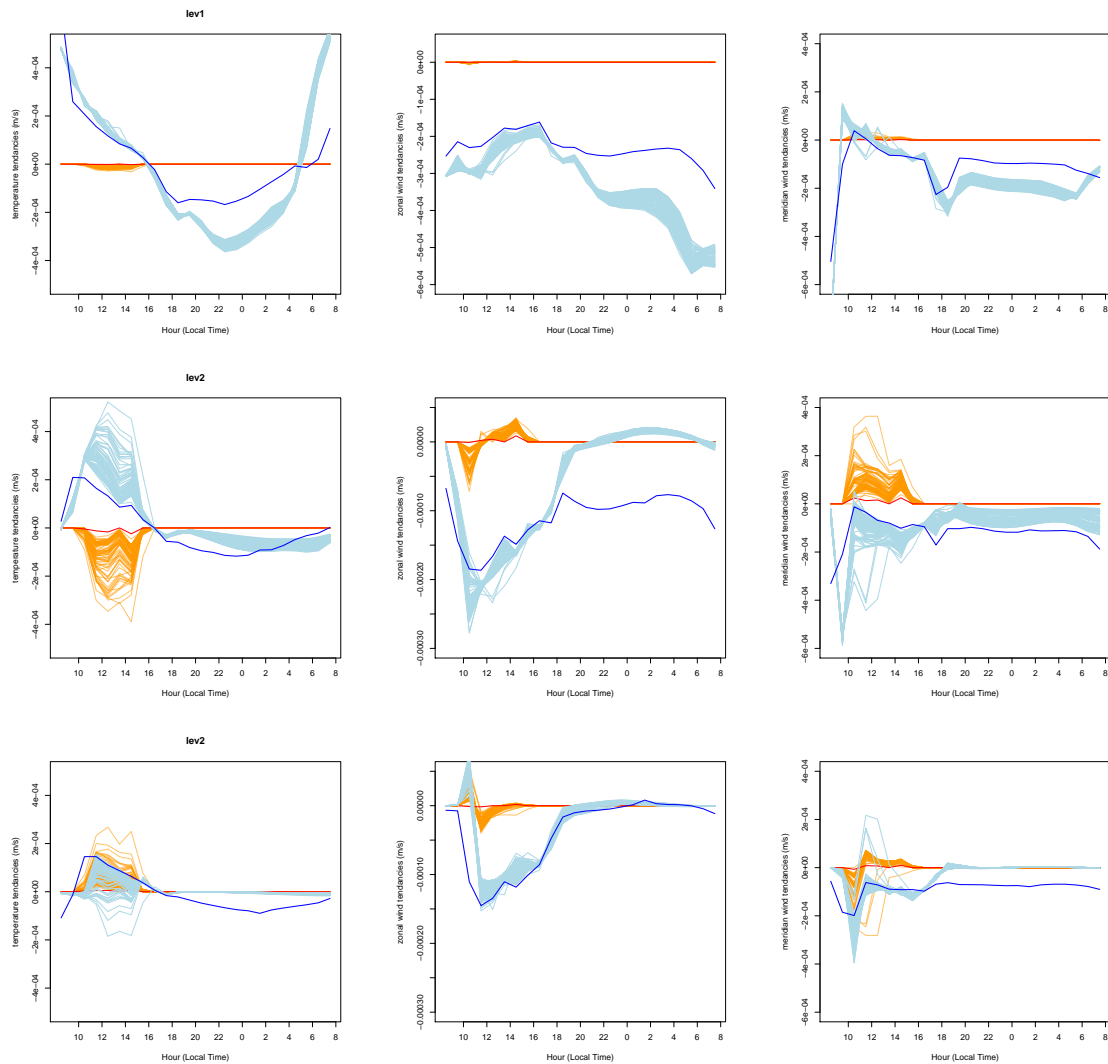 lev1
temperature tendancies (m/s)
−4e−04 −2e−04 0e+00 2e−04 4e−04
10 12 14 16 18 20 22 0 2 4 6 8
Hour (Local Time)
zonal wind tendancies (m/s)
−6e−04 −5e−04 −4e−04 −3e−04 −2e−04 −1e−04 0e+00
10 12 14 16 18 20 22 0 2 4 6 8
Hour (Local Time)
meridian wind tendancies (m/s)
−6e−04 −4e−04 −2e−04 0e+00 2e−04 4e−04
10 12 14 16 18 20 22 0 2 4 6 8
Hour (Local Time)
lev2
temperature tendancies (m/s)
−4e−04 −2e−04 0e+00 2e−04 4e−04
10 12 14 16 18 20 22 0 2 4 6 8
Hour (Local Time)
zonal wind tendancies (m/s)
−0.00030 −0.00020 −0.00010 0.00000
10 12 14 16 18 20 22 0 2 4 6 8
Hour (Local Time)
meridian wind tendancies (m/s)
−6e−04 −4e−04 −2e−04 0e+00 2e−04 4e−04
10 12 14 16 18 20 22 0 2 4 6 8
Hour (Local Time)
lev2
temperature tendancies (m/s)
−4e−04 −2e−04 0e+00 2e−04 4e−04
10 12 14 16 18 20 22 0 2 4 6 8
Hour (Local Time)
zonal wind tendancies (m/s)
−0.00030 −0.00020 −0.00010 0.00000
10 12 14 16 18 20 22 0 2 4 6 8
Hour (Local Time)
meridian wind tendancies (m/s)
−6e−04 −4e−04 −2e−04 0e+00 2e−04 4e−04
10 12 14 16 18 20 22 0 2 4 6 8
Hour (Local Time)